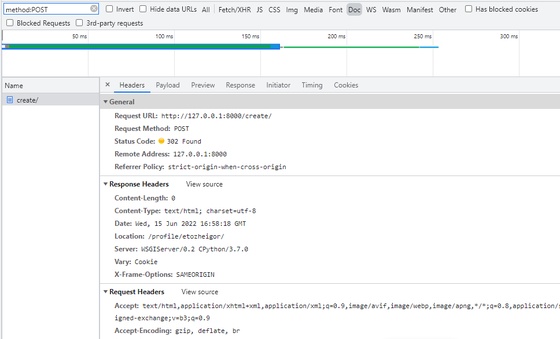 method:POST Invert Hide data URLs All Fetch/XHR JS CSS Img Media Font Doc WS Wasm Manifest Other Has blocked cookies
Blocked Requests 3rd-party requests
50 ms 100 ms 150 ms 200 ms 250 ms 300 ms
Name × Headers Payload Preview Response Initiator Timing Cookies
create/
General
Request URL: http://127.0.0.1:8000/create/
Request Method: POST
Status Code: 302 Found
Remote Address: 127.0.0.1:8000
Referrer Policy: strict-origin-when-cross-origin
Response Headers View source
Content-Length: 0
Content-Type: text/html; charset=utf-8
Date: Wed, 15 Jun 2022 16:58:18 GMT
Location: /profile/etozheigor/
Server: WSGIServer/0.2 CPython/3.7.0
Vary: Cookie
X-Frame-Options: SAMEORIGIN
Request Headers View source
Accept: text/html,application/xhtml+xml,application/xml;q=0.9,image/avif,image/webp,image/apng,*/*;q=0.8,application/s
igned-exchange;v=b3;q=0.9
Accept-Encoding: gzip, deflate, br